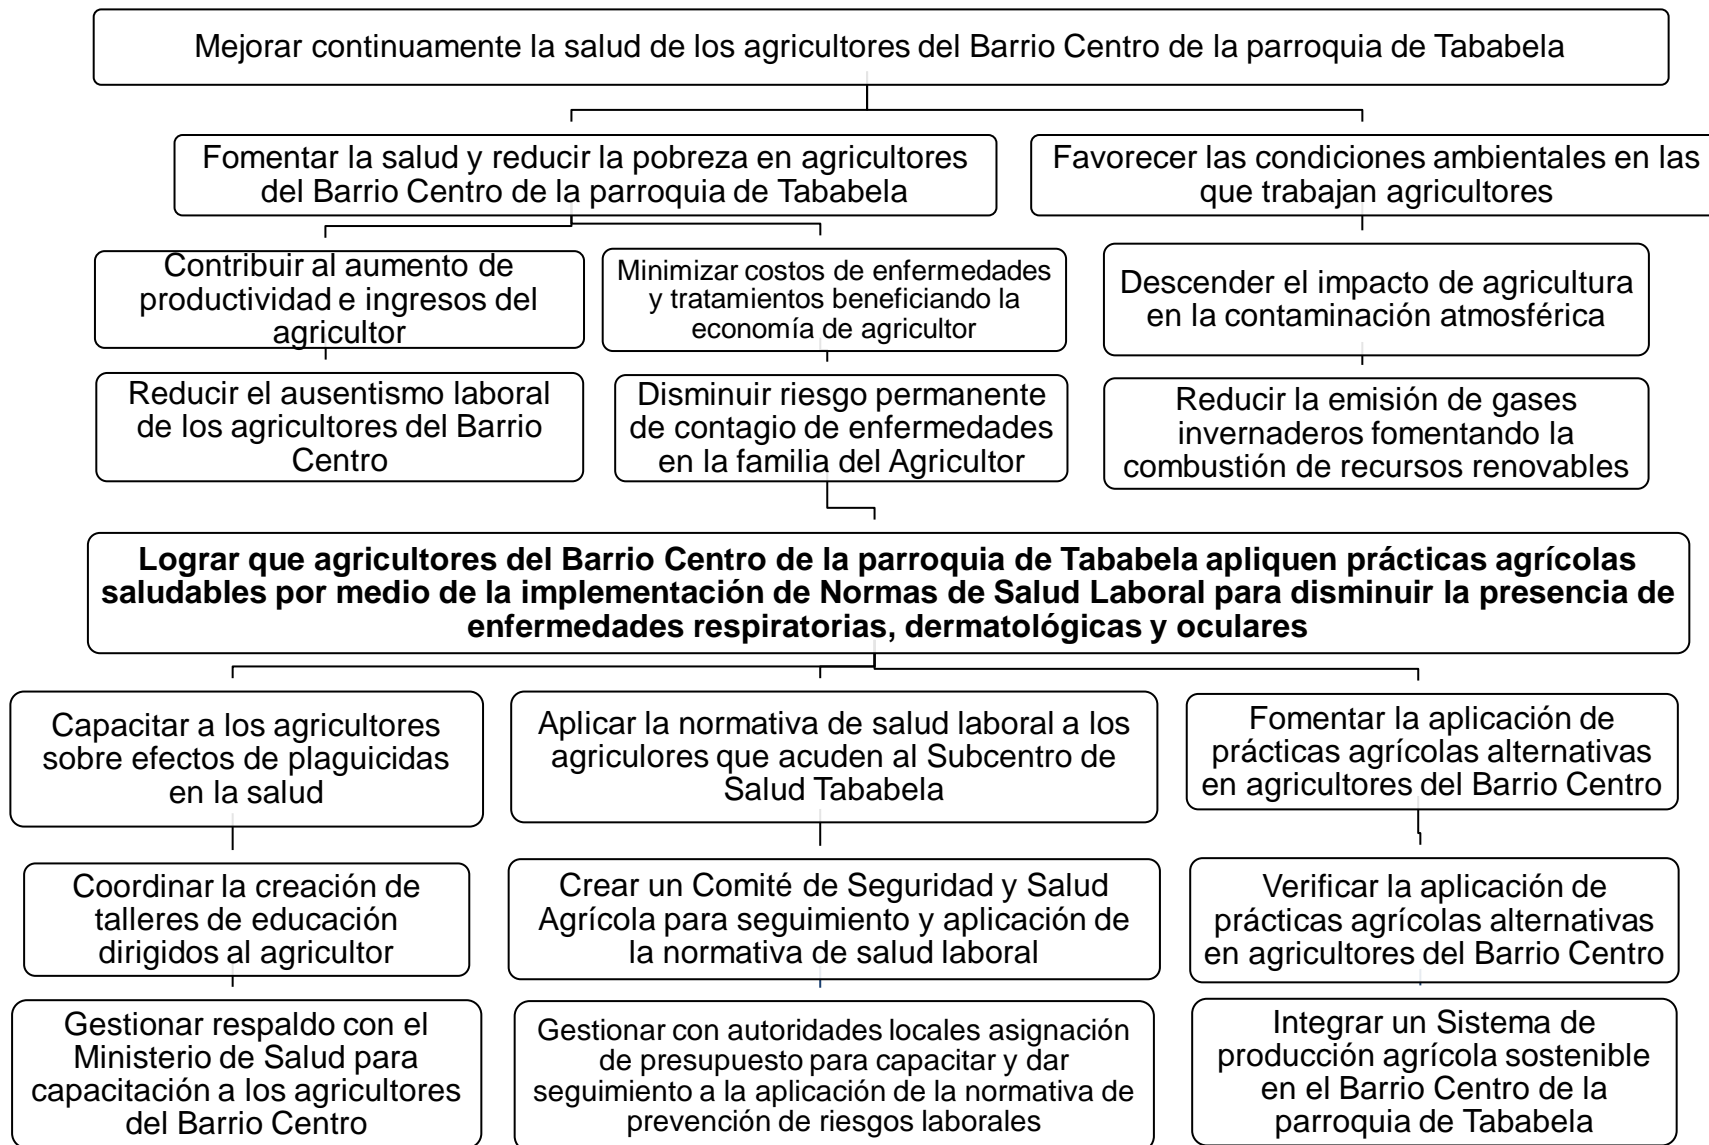 Mejorar continuamente la salud de los agricultores del Barrio Centro de la parroquia de Tababela
Fomentar la salud y reducir la pobreza en agricultores
del Barrio Centro de la parroquia de Tababela
Favorecer las condiciones ambientales en las
que trabajan agricultores
Contribuir al aumento de
productividad e ingresos del
agricultor
Minimizar costos de enfermedades
y tratamientos beneficiando la
economía de agricultor
Descender el impacto de agricultura
en la contaminación atmosférica
Reducir el ausentismo laboral
de los agricultores del Barrio
Centro
Disminuir riesgo permanente
de contagio de enfermedades
en la familia del Agricultor
Reducir la emisión de gases
invernaderos fomentando la
combustión de recursos renovables
Lograr que agricultores del Barrio Centro de la parroquia de Tababela apliquen prácticas agrícolas
saludables por medio de la implementación de Normas de Salud Laboral para disminuir la presencia de
enfermedades respiratorias, dermatológicas y oculares
Capacitar a los agricultores
sobre efectos de plaguicidas
en la salud
Aplicar la normativa de salud laboral a los
agriculores que acuden al Subcentro de
Salud Tababela
Fomentar la aplicación de
prácticas agrícolas alternativas
en agricultores del Barrio Centro
Coordinar la creación de
talleres de educación
dirigidos al agricultor
Crear un Comité de Seguridad y Salud
Agrícola para seguimiento y aplicación de
la normativa de salud laboral
Verificar la aplicación de
prácticas agrícolas alternativas
en agricultores del Barrio Centro
Gestionar respaldo con el
Ministerio de Salud para
capacitación a los agricultores
del Barrio Centro
Gestionar con autoridades locales asignación
de presupuesto para capacitar y dar
seguimiento a la aplicación de la normativa de
prevención de riesgos laborales
Integrar un Sistema de
producción agrícola sostenible
en el Barrio Centro de la
parroquia de Tababela